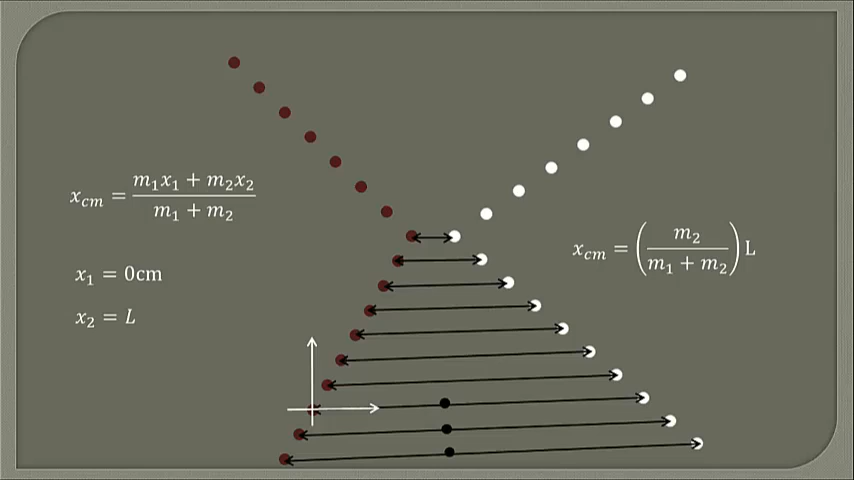 x_{cm} = \frac{m_1x_1 + m_2x_2}{m_1 + m_2}
x_1 = 0cm
x_2 = L
x_{cm} = \left(\frac{m_2}{m_1 + m_2}\right)L